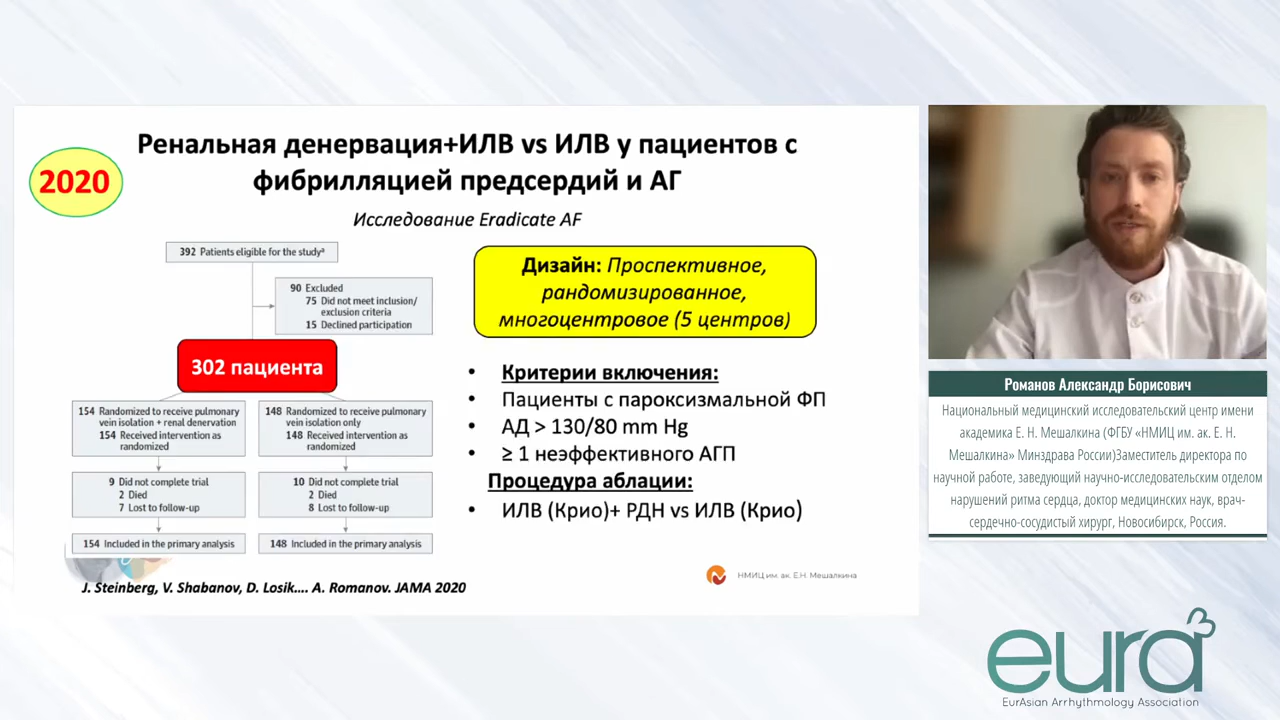 Ренальная денервация+ИЛВ vs ИЛВ у пациентов с
фибрилляцией предсердий и АГ
2020
Исследование Eradicate AF
392 Patients eligible for the studyᵃ
90 Excluded
75 Did not meet inclusion/
exclusion criteria
15 Declined participation
302 пациента
154 Randomized to receive pulmonary
vein isolation + renal denervation
154 Received intervention as
randomized
148 Randomized to receive pulmonary
vein isolation only
148 Received intervention as
randomized
9 Did not complete trial
2 Died
7 Lost to follow-up
10 Did not complete trial
2 Died
8 Lost to follow-up
154 Included in the primary analysis
148 Included in the primary analysis
J. Steinberg, V. Shabanov, D. Losik.... A. Romanov. JAMA 2020
Дизайн: Проспективное,
рандомизированное,
многоцентровое (5 центров)
• Критерии включения:
• Пациенты с пароксизмальной ФП
• АД > 130/80 mm Hg
• ≥ 1 неэффективного АГП
Процедура аблации:
• ИЛВ (Крио)+ РДН vs ИЛВ (Крио)
НМИЦ им. ак. Е.Н. Мешалкина
Романов Александр Борисович
Национальный медицинский исследовательский центр имени
академика Е. Н. Мешалкина (ФГБУ «НМИЦ им. ак. Е. Н.
Мешалкина» Минздрава России)Заместитель директора по
научной работе, заведующий научно-исследовательским отделом
нарушений ритма сердца, доктор медицинских наук, врач-
сердечно-сосудистый хирург, Новосибирск, Россия.
eura
EurAsian Arrhythmology Association